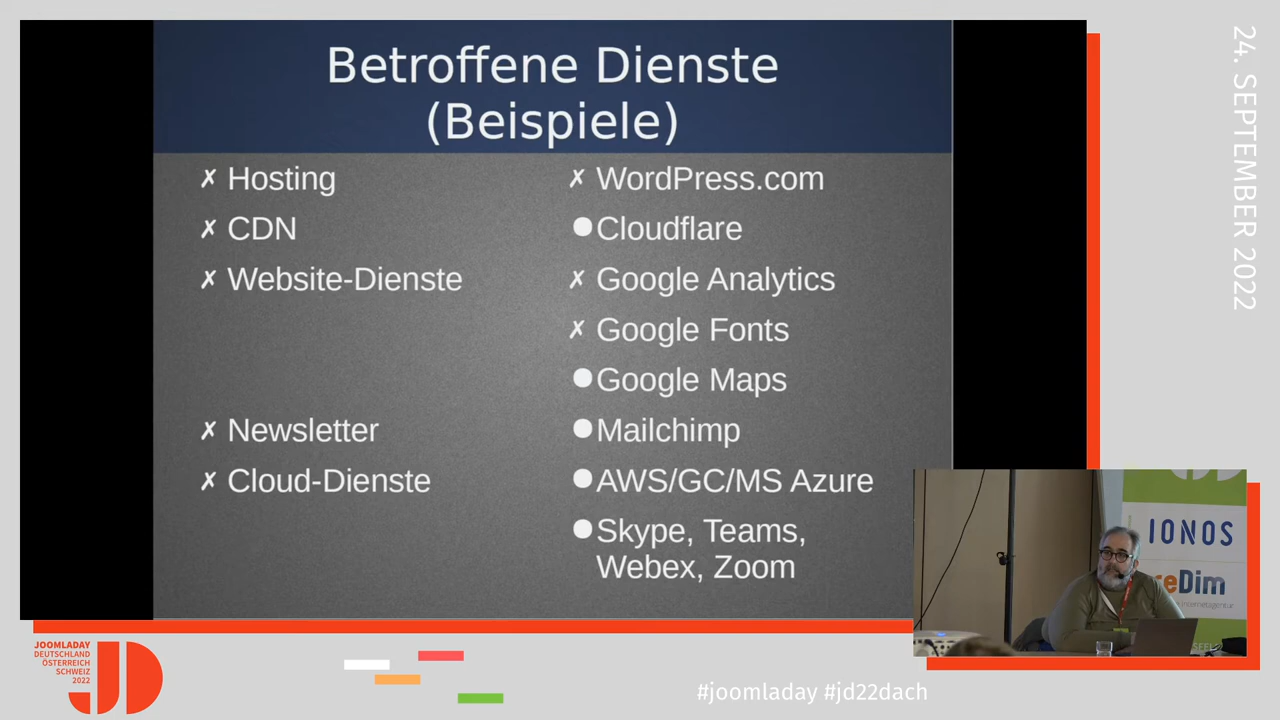 Betroffene Dienste
(Beispiele)
✗ Hosting
✗ CDN
✗ Website-Dienste
✗ Newsletter
✗ Cloud-Dienste
✗ WordPress.com
● Cloudflare
✗ Google Analytics
✗ Google Fonts
● Google Maps
● Mailchimp
● AWS/GC/MS Azure
● Skype, Teams,
Webex, Zoom
24. SEPTEMBER 2022
IONOS
reDim
JOOMLADAY
DEUTSCHLAND
ÖSTERREICH
SCHWEIZ
2022
JD
#joomladay #jd22dach